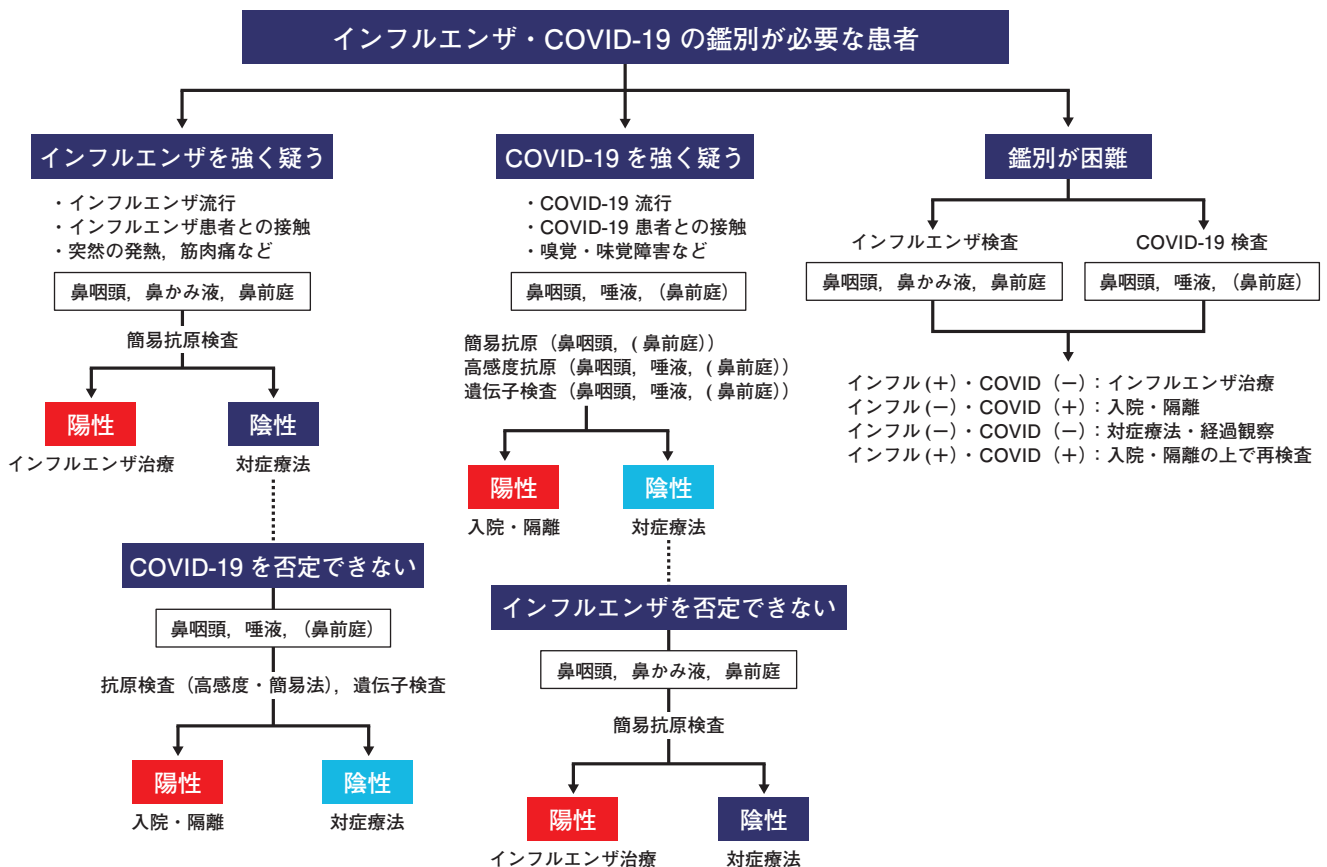 インフルエンザ・COVID-19 の鑑別が必要な患者
インフルエンザを強く疑う
・インフルエンザ流行
・インフルエンザ患者との接触
・突然の発熱，筋肉痛など
鼻咽頭，鼻かみ液，鼻前庭
簡易抗原検査
陽性
インフルエンザ治療
陰性
対症療法
COVID-19 を否定できない
鼻咽頭，唾液，（鼻前庭）
抗原検査（高感度・簡易法），遺伝子検査
陽性
入院・隔離
陰性
対症療法
COVID-19 を強く疑う
・COVID-19 流行
・COVID-19 患者との接触
・嗅覚・味覚障害など
鼻咽頭，唾液，（鼻前庭）
簡易抗原（鼻咽頭，( 鼻前庭)）
高感度抗原（鼻咽頭，唾液，( 鼻前庭)）
遺伝子検査（鼻咽頭，唾液，( 鼻前庭)）
陽性
入院・隔離
陰性
対症療法
インフルエンザを否定できない
鼻咽頭，鼻かみ液，鼻前庭
簡易抗原検査
陽性
インフルエンザ治療
陰性
対症療法
鑑別が困難
インフルエンザ検査
鼻咽頭，鼻かみ液，鼻前庭
COVID-19 検査
鼻咽頭，唾液，（鼻前庭）
インフル (+)・COVID（−）：インフルエンザ治療
インフル (−)・COVID（+）：入院・隔離
インフル (−)・COVID（−）：対症療法・経過観察
インフル (+)・COVID（+）：入院・隔離の上で再検査